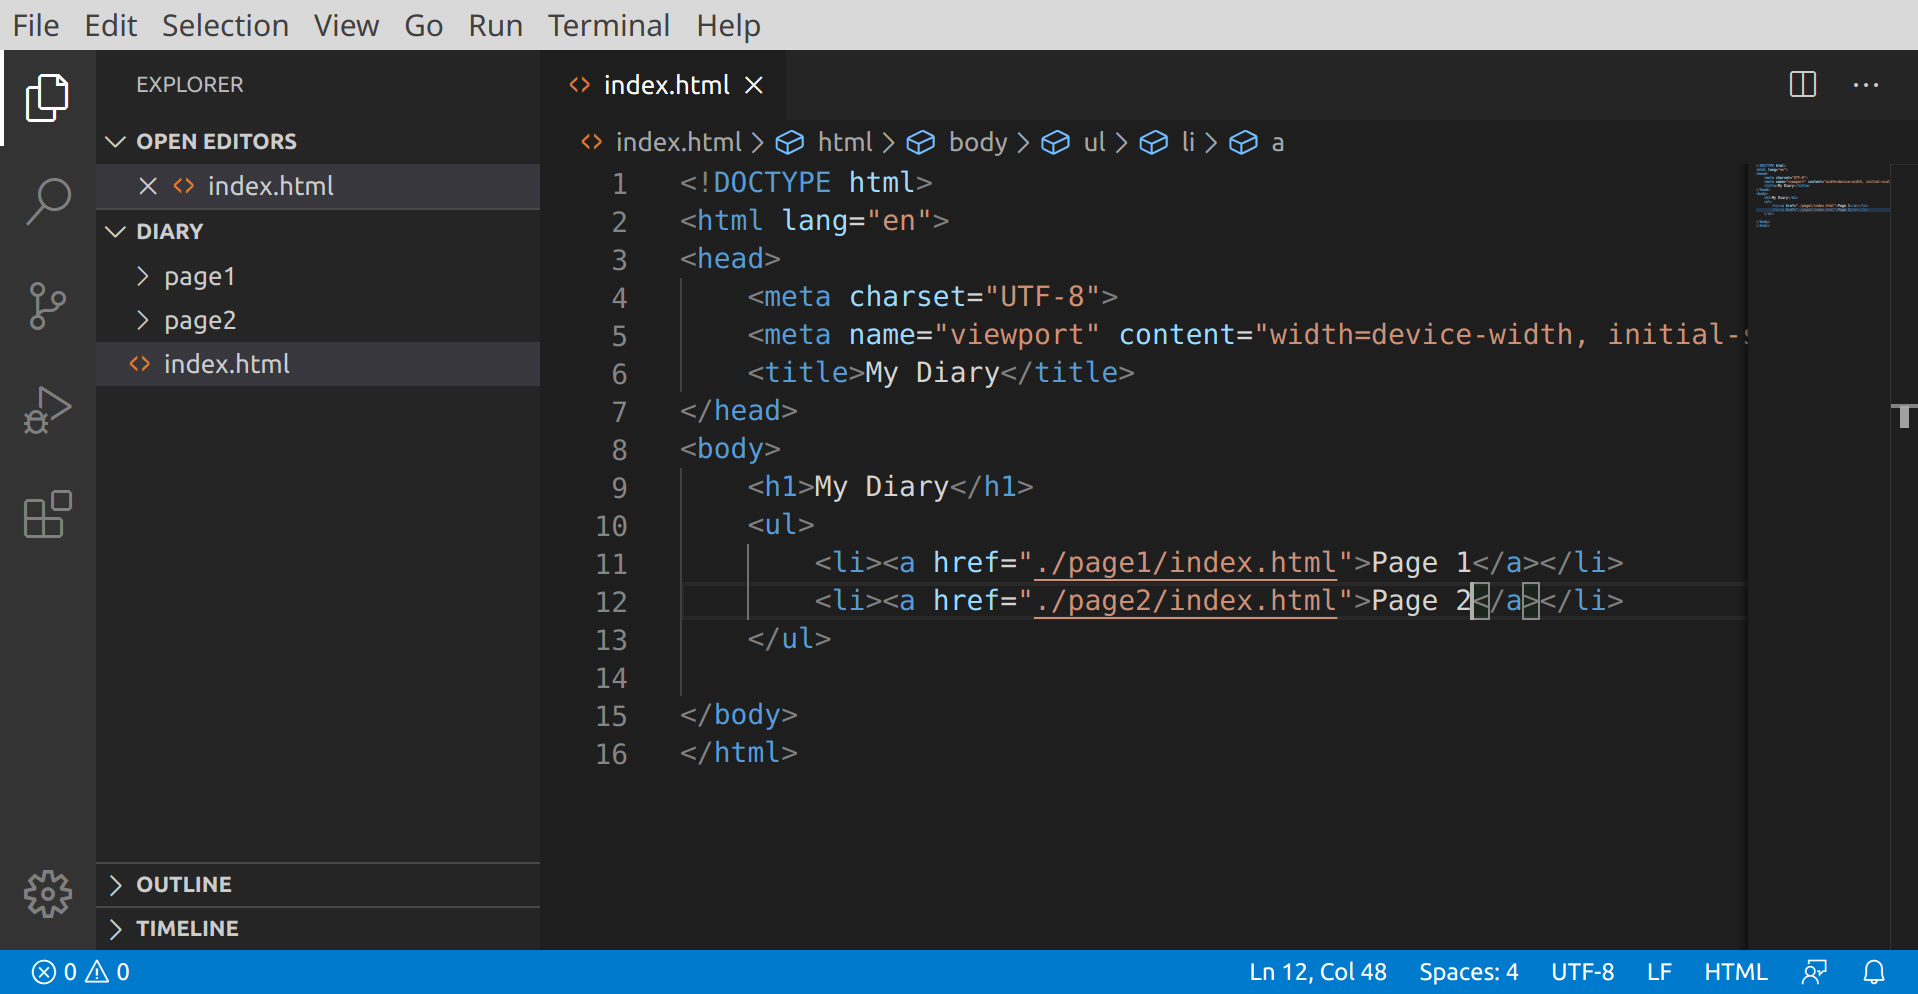 File Edit Selection View Go Run Terminal Help
EXPLORER
OPEN EDITORS
index.html
DIARY
page1
page2
index.html
OUTLINE
TIMELINE
index.html
index.html > html > body > ul > li > a
1 <!DOCTYPE html>
2 <html lang="en">
3 <head>
4 <meta charset="UTF-8">
5 <meta name="viewport" content="width=device-width, initial-s
6 <title>My Diary</title>
7 </head>
8 <body>
9 <h1>My Diary</h1>
10 <ul>
11 <li><a href="./page1/index.html">Page 1</a></li>
12 <li><a href="./page2/index.html">Page 2</a></li>
13 </ul>
14
15 </body>
16 </html>
0 0 Ln 12, Col 48 Spaces: 4 UTF-8 LF HTML